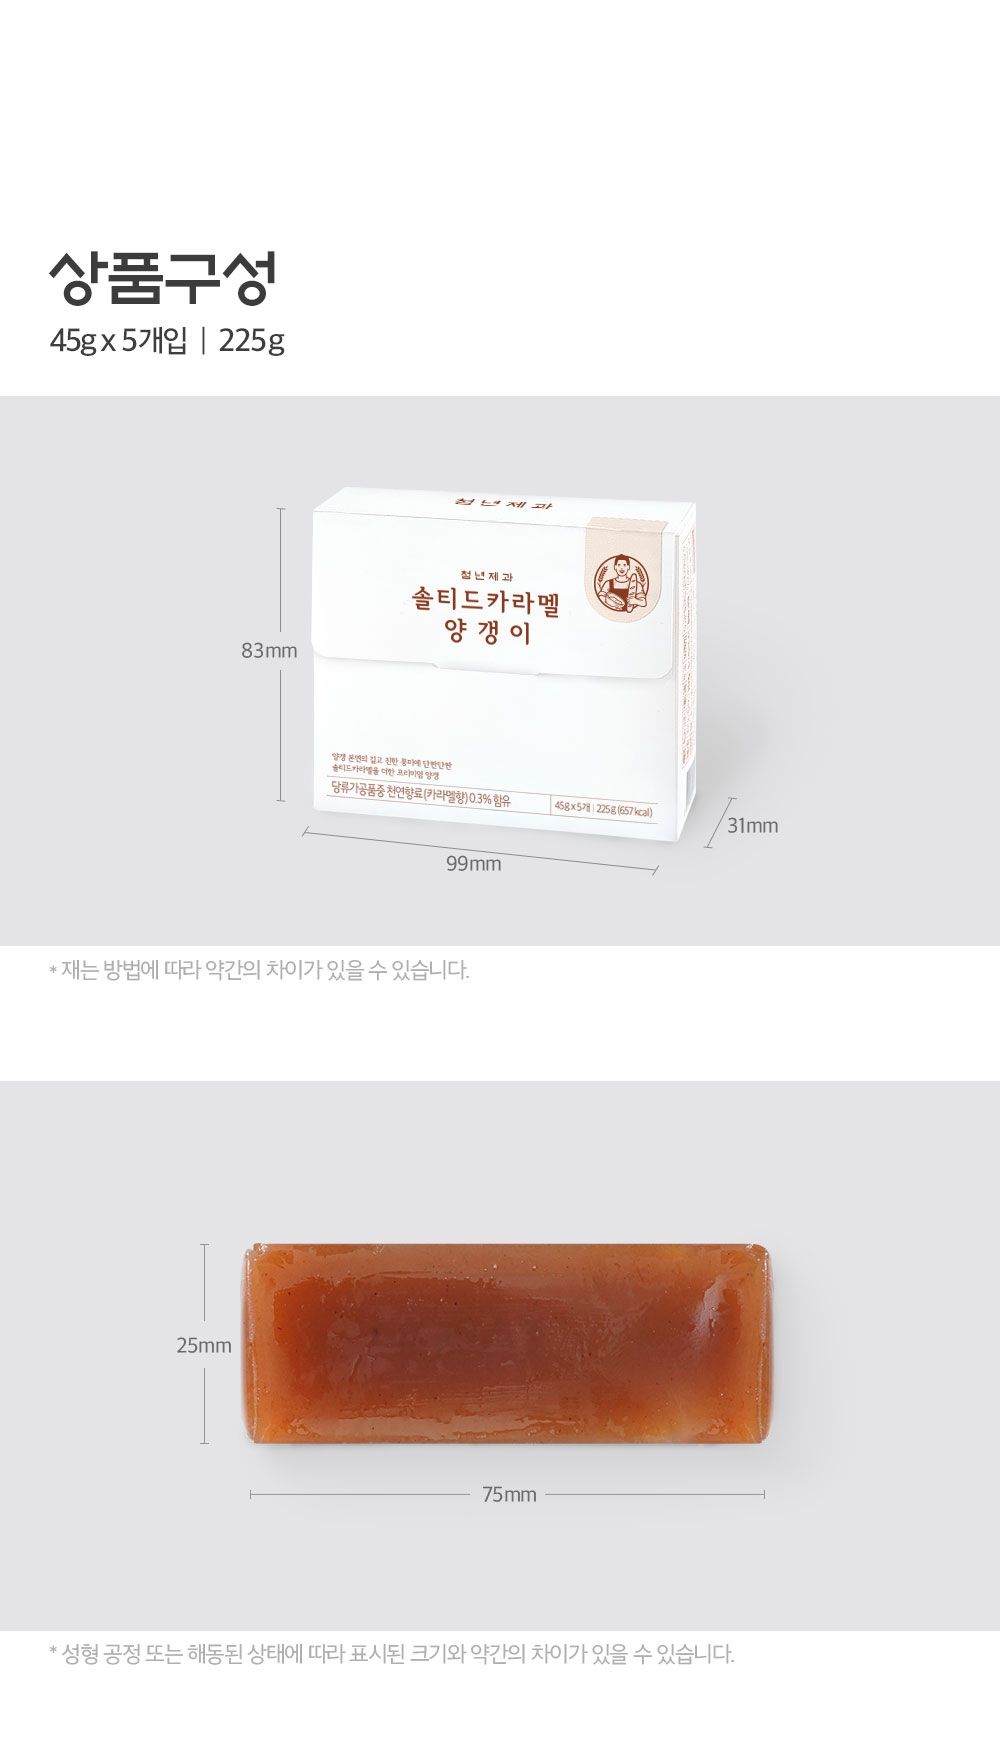 상품구성
45g x 5개입 | 225g
청년제과
청년제과
솔티드카라멜
양갱이
83mm
양갱 본연의 깊고 진한 풍미에 단짠단짠
솔티드카라멜을 더한 프리미엄 양갱
당류가공품중 천연향료(카라멜향) 0.3% 함유
45g x 5개 | 225g (657 kcal)
31mm
99mm
* 재는 방법에 따라 약간의 차이가 있을 수 있습니다.
25mm
75mm
* 성형 공정 또는 해동된 상태에 따라 표시된 크기와 약간의 차이가 있을 수 있습니다.